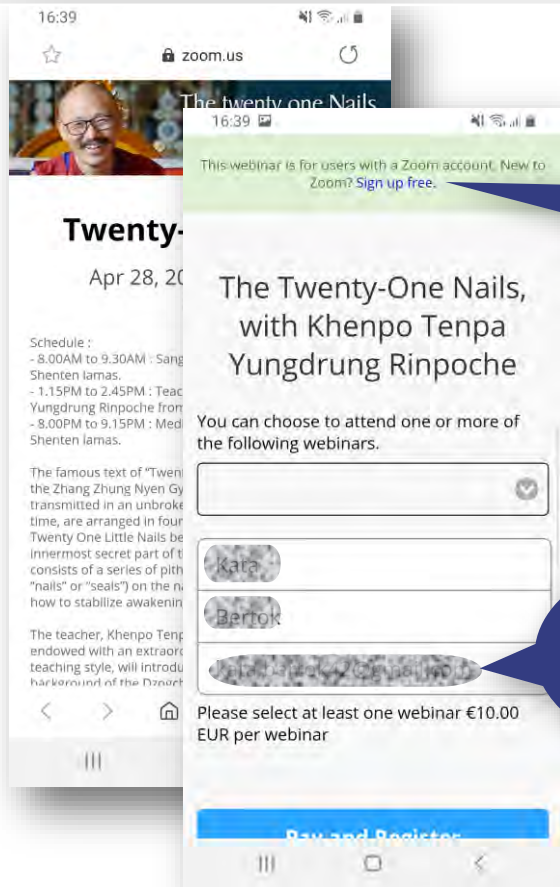 16:39
zoom.us
The twenty one Nails
Twenty-
Apr 28, 20
Schedule :
- 8.00AM to 9.30AM : Sang
Shenten lamas.
- 1.15PM to 2.45PM : Teac
Yungdrung Rinpoche from
- 8.00PM to 9.15PM : Med
Shenten lamas.
The famous text of "Twen
the Zhang Zhung Nyen Gy
transmitted in an unbroke
time, are arranged in four
Twenty One Little Nails be
innermost secret part of t
consists of a series of pith
"nails" or "seals") on the na
how to stabilize awakenin
The teacher, Khenpo Tenp
endowed with an extraord
teaching style, will introdu
background of the Dzogch
16:39
This webinar is for users with a Zoom account. New to
Zoom? Sign up free.
The Twenty-One Nails,
with Khenpo Tenpa
Yungdrung Rinpoche
You can choose to attend one or more of
the following webinars.
Kata
Bertok
Please select at least one webinar €10.00
EUR per webinar
Pay and Register